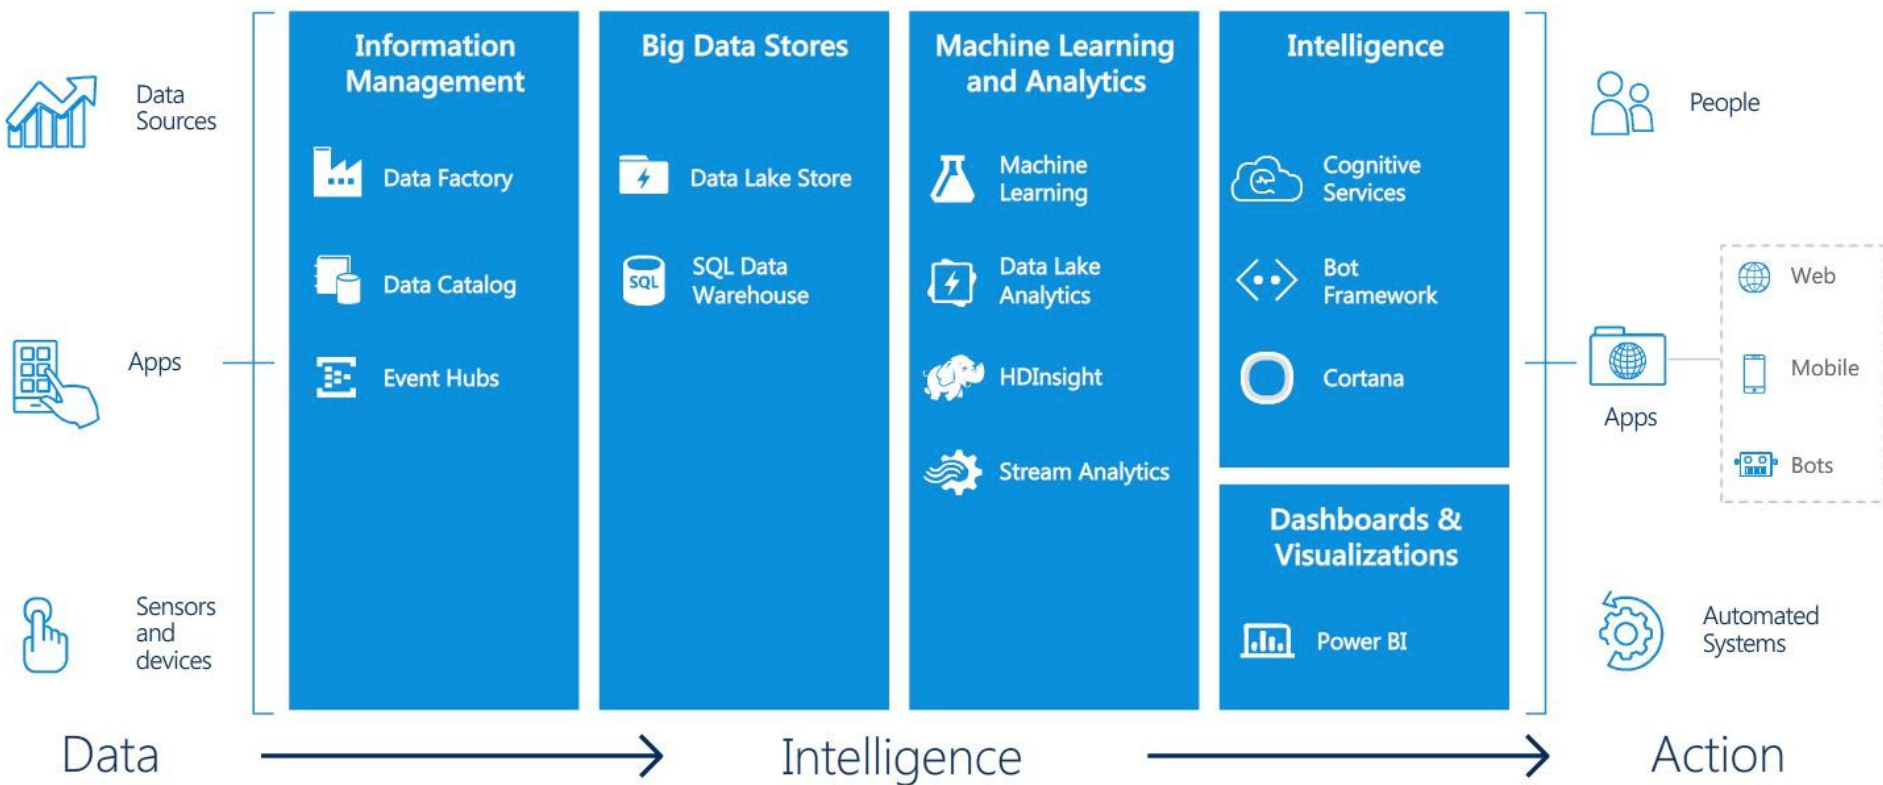 Data
Sources
Apps
Sensors
and
devices
Information
Management
Data Factory
Data Catalog
Event Hubs
Big Data Stores
Data Lake Store
SQL
SQL Data
Warehouse
Machine Learning
and Analytics
Machine
Learning
Data Lake
Analytics
HDInsight
Stream Analytics
Intelligence
Cognitive
Services
Bot
Framework
Cortana
Dashboards &
Visualizations
Power BI
People
Apps
Web
Mobile
Bots
Automated
Systems
Data
Intelligence
Action